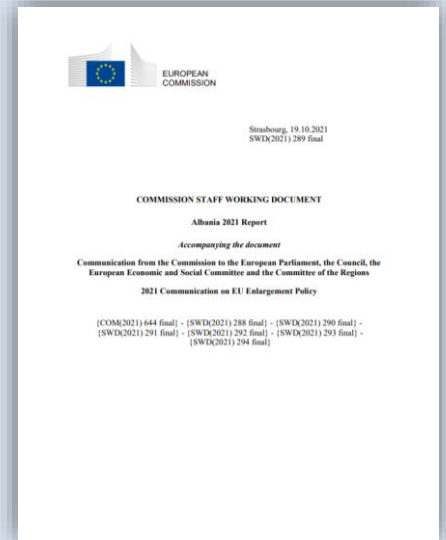 EUROPEAN
COMMISSION
Strasbourg, 19.10.2021
SWD(2021) 289 final
COMMISSION STAFF WORKING DOCUMENT
Albania 2021 Report
Accompanying the document
Communication from the Commission to the European Parliament, the Council, the
European Economic and Social Committee and the Committee of the Regions
2021 Communication on EU Enlargement Policy
{COM(2021) 644 final} - {SWD(2021) 288 final} - {SWD(2021) 290 final} -
{SWD(2021) 291 final} - {SWD(2021) 292 final} - {SWD(2021) 293 final} -
{SWD(2021) 294 final}